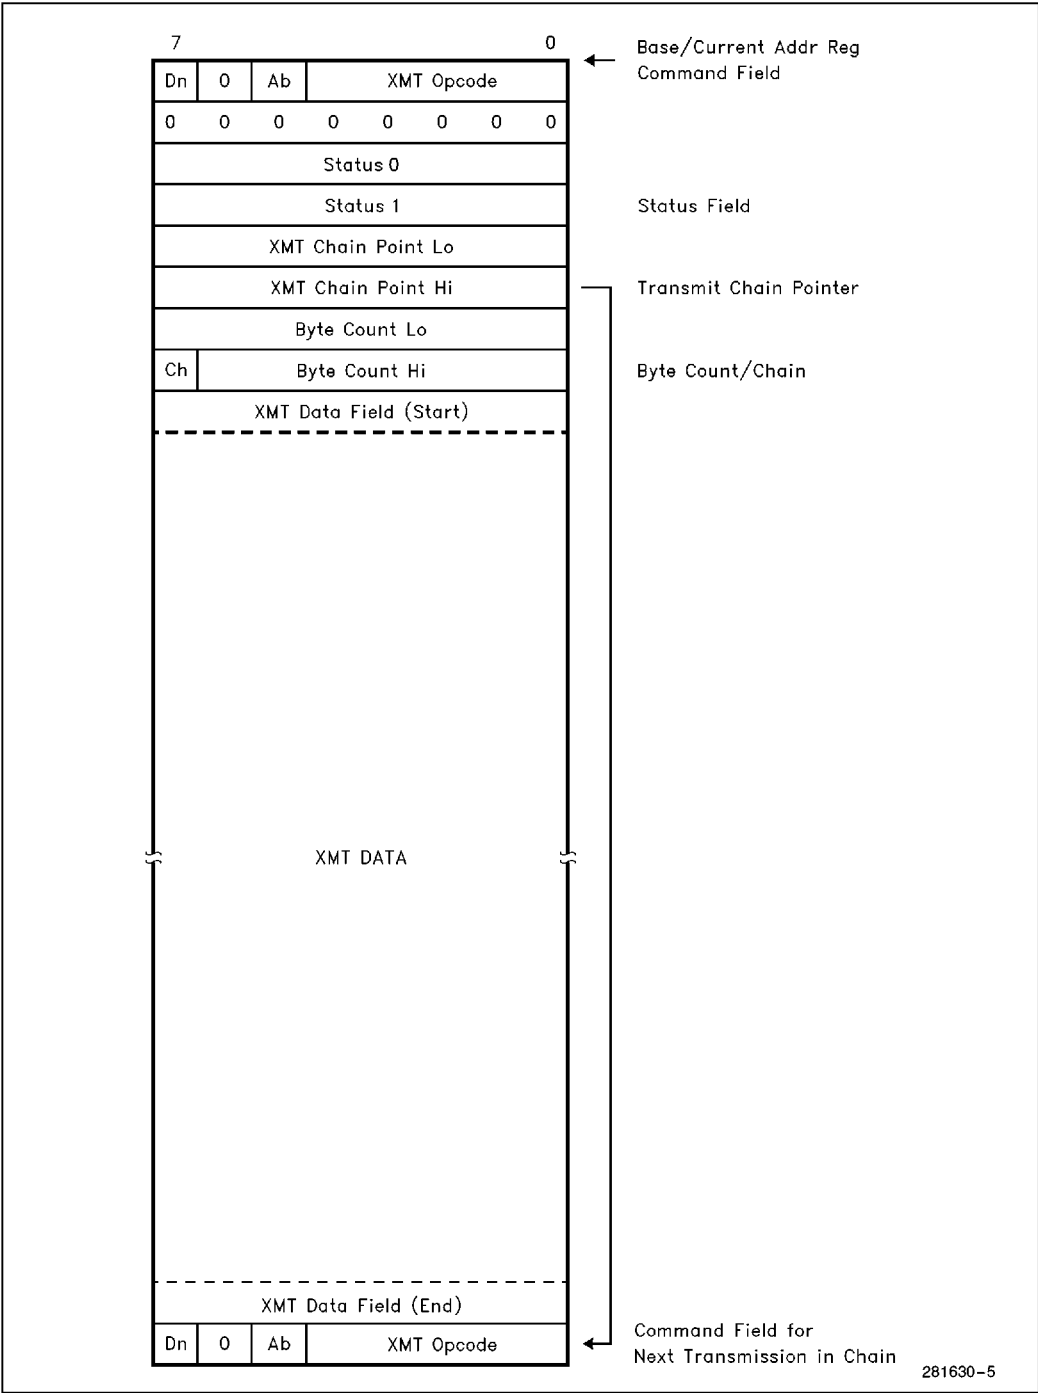 7 0 Base/Current Addr Reg
Command Field
Dn 0 Ab XMT Opcode
0 0 0 0 0 0 0 0
Status 0
Status 1 Status Field
XMT Chain Point Lo
XMT Chain Point Hi Transmit Chain Pointer
Byte Count Lo
Ch Byte Count Hi Byte Count/Chain
XMT Data Field (Start)
XMT DATA
XMT Data Field (End)
Dn 0 Ab XMT Opcode Command Field for
Next Transmission in Chain
281630-5